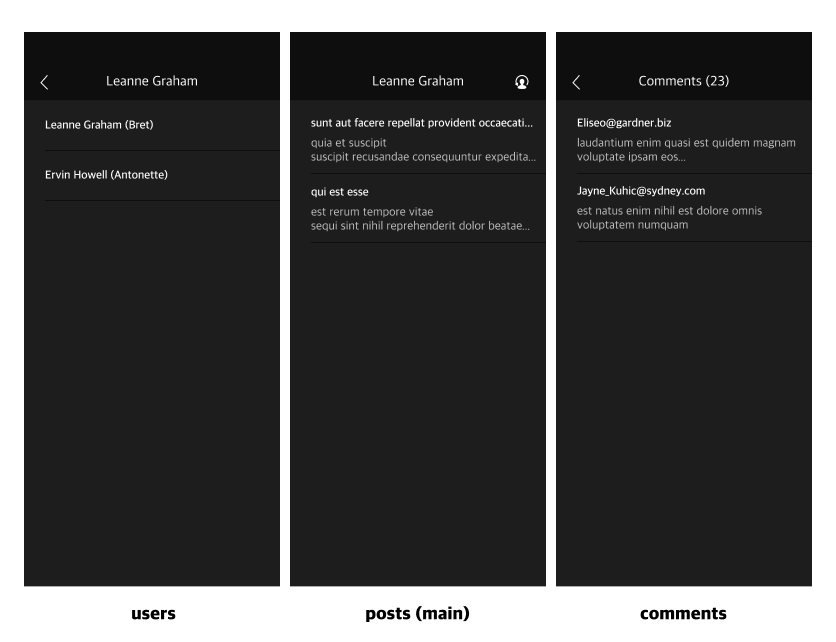 Leanne Graham
Leanne Graham (Bret)
Ervin Howell (Antonette)
users
Leanne Graham
sunt aut facere repellat provident occaecati...
quia et suscipit
suscipit recusandae consequuntur expedita...
qui est esse
est rerum tempore vitae
sequi sint nihil reprehenderit dolor beatae...
posts (main)
Comments (23)
Eliseo@gardner.biz
laudantium enim quasi est quidem magnam
voluptate ipsam eos...
Jayne_Kuhic@sydney.com
est natus enim nihil est dolore omnis
voluptatem numquam
comments